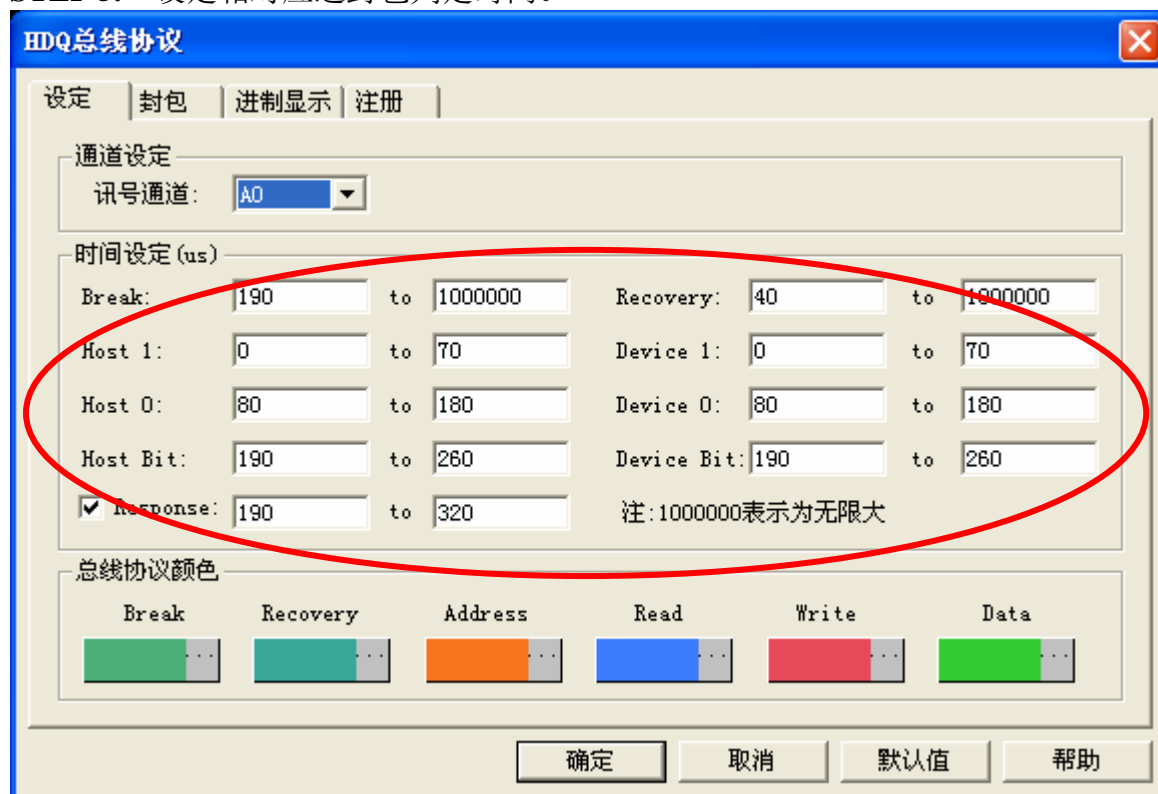 HDQ总线协议
设定 封包 进制显示 注册
通道设定
讯号通道: A0
时间设定(us)
Break: 190 to 1000000 Recovery: 40 to 1000000
Host 1: 0 to 70 Device 1: 0 to 70
Host 0: 80 to 180 Device 0: 80 to 180
Host Bit: 190 to 260 Device Bit: 190 to 260
Response: 190 to 320 注:1000000表示为无限大
总线协议颜色
Break Recovery Address Read Write Data
... ... ... ... ... ...
确定 取消 默认值 帮助